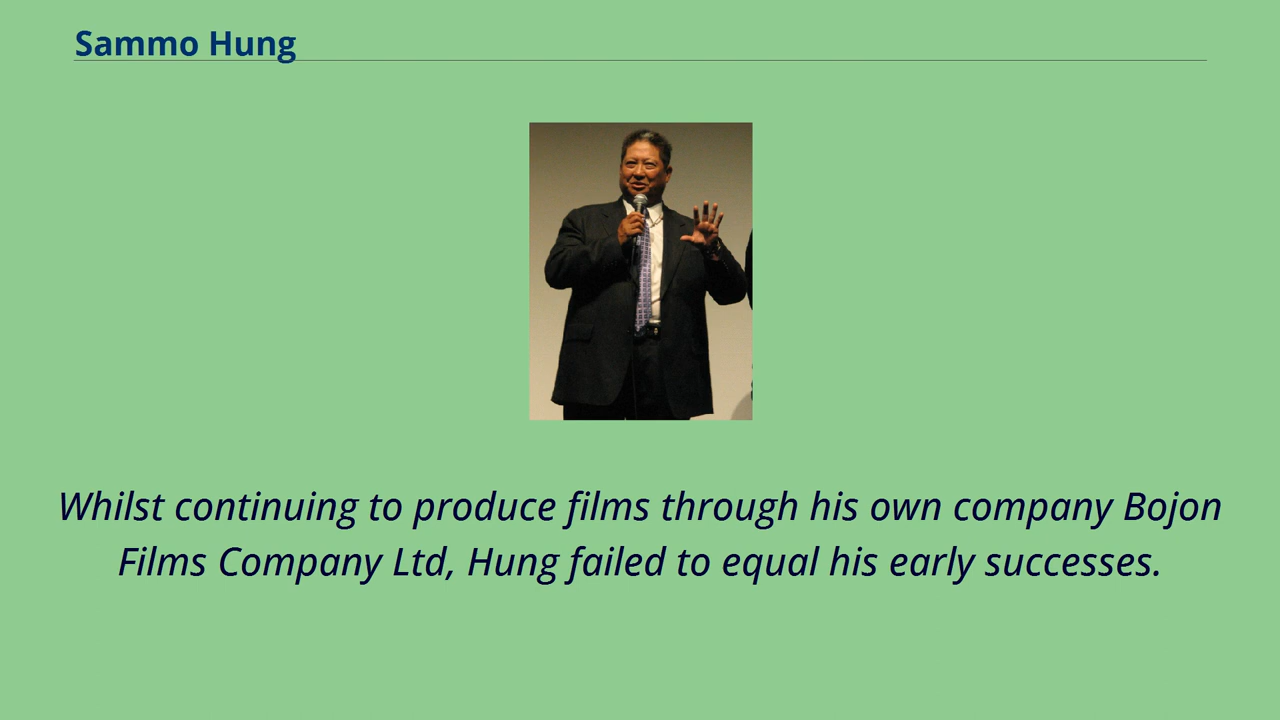 Sammo Hung
Whilst continuing to produce films through his own company Bojon
Films Company Ltd, Hung failed to equal his early successes.